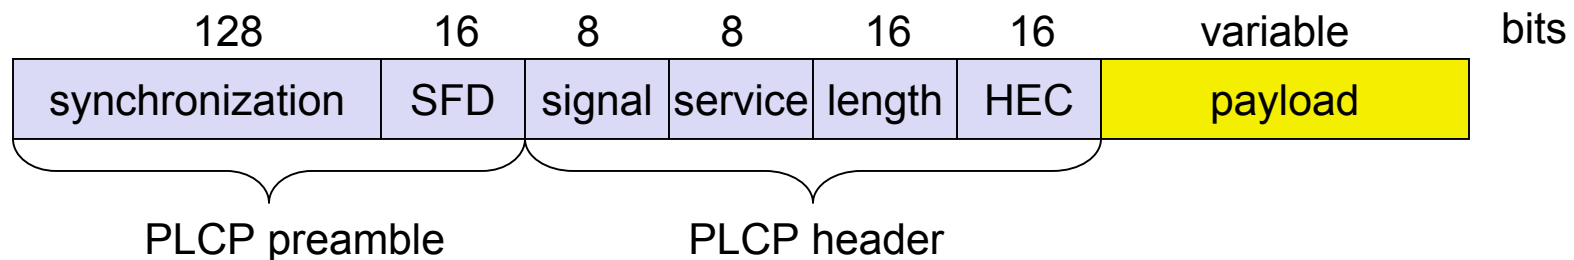 128 16 8 8 16 16 variable bits
synchronization SFD signal service length HEC payload
PLCP preamble PLCP header